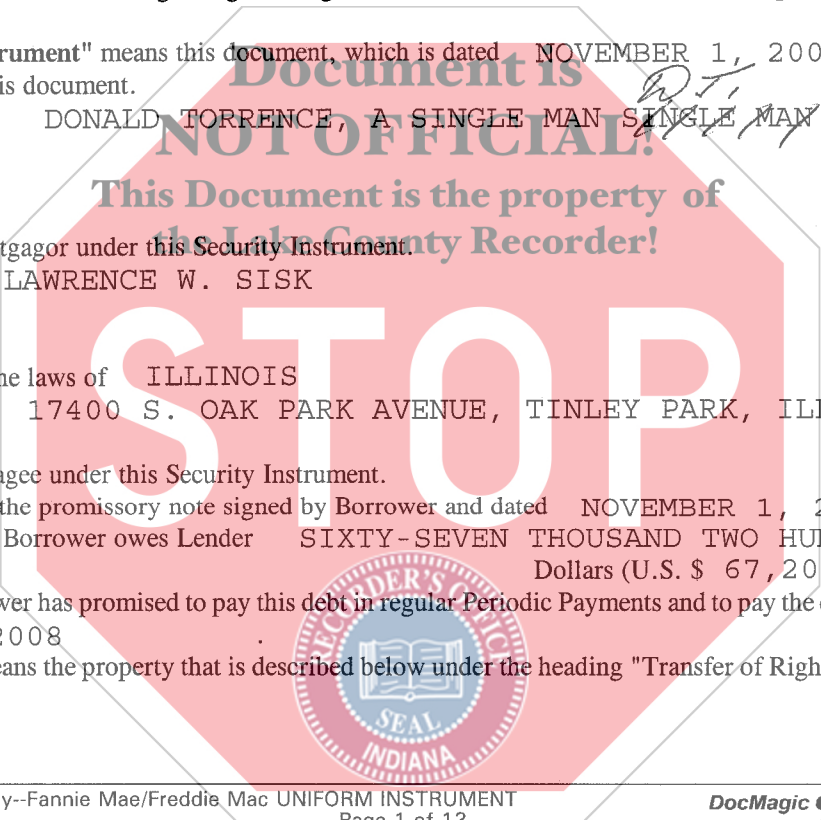 rument" means this document, which is dated NOVEMBER 1, 200
is document.
DONALD TORRENCE, A SINGLE MAN SINGLE MAN
D.T.
Document is
NOT OFFICIAL!
This Document is the property of
the Lake County Recorder!
tgagor under this Security Instrument.
LAWRENCE W. SISK
STOP
ne laws of ILLINOIS
17400 S. OAK PARK AVENUE, TINLEY PARK, ILL
agee under this Security Instrument.
the promissory note signed by Borrower and dated NOVEMBER 1, 2
Borrower owes Lender SIXTY-SEVEN THOUSAND TWO HU
Dollars (U.S. $ 67,20
wer has promised to pay this debt in regular Periodic Payments and to pay the
2008 .
eans the property that is described below under the heading "Transfer of Righ
RECORDER'S OFFICE
SEAL
INDIANA
y--Fannie Mae/Freddie Mac UNIFORM INSTRUMENT
DocMagic
Page 1 of 12